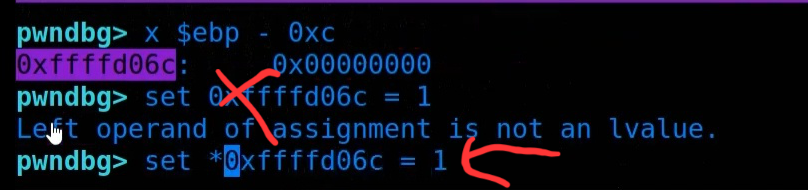 pwndbg> x $ebp - 0xc
0xffffd06c:     0x00000000
pwndbg> set 0xffffd06c = 1
Left operand of assignment is not an lvalue.
pwndbg> set *0xffffd06c = 1